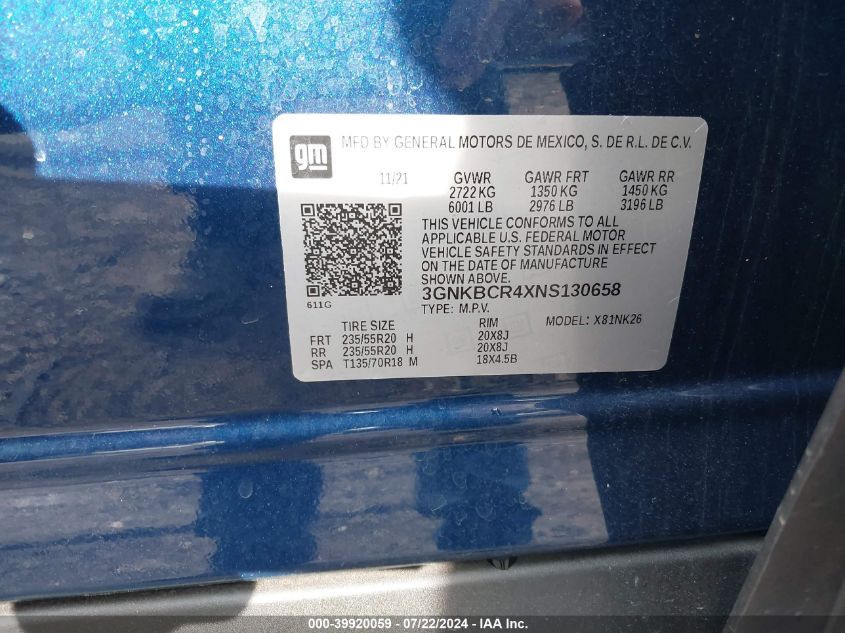 gm
MFD BY GENERAL MOTORS DE MEXICO, S. DE R.L. DE C.V.
11/21 GVWR GAWR FRT GAWR RR
2722 KG 1350 KG 1450 KG
6001 LB 2976 LB 3196 LB
THIS VEHICLE CONFORMS TO ALL
APPLICABLE U.S. FEDERAL MOTOR
VEHICLE SAFETY STANDARDS IN EFFECT
ON THE DATE OF MANUFACTURE
SHOWN ABOVE.
611G
3GNKBCR4XNS130658
TYPE: M.P.V. MODEL: X81NK26
TIRE SIZE RIM
FRT 235/55R20 H 20X8J
RR 235/55R20 H 20X8J
SPA T135/70R18 M 18X4.5B
000-39920059 - 07/22/2024 - IAA Inc.